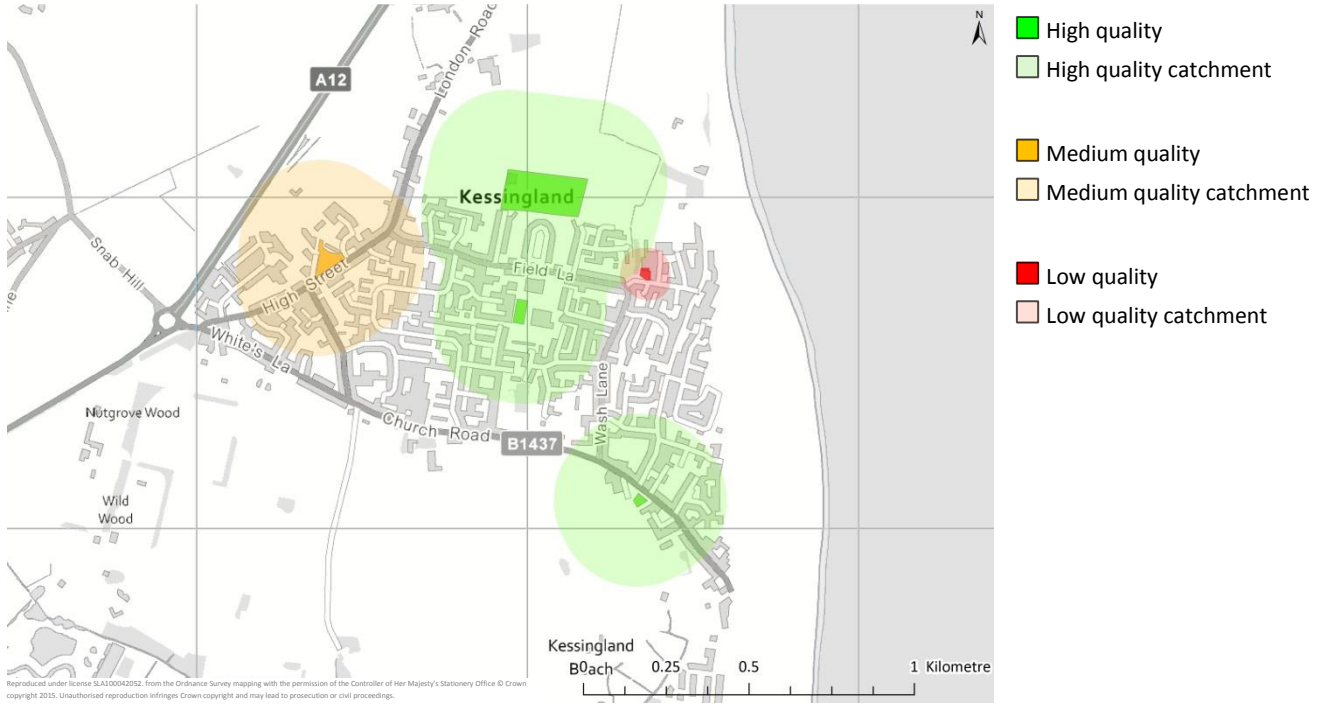 N
High quality
High quality catchment
Medium quality
Medium quality catchment
Low quality
Low quality catchment
A12
London Road
Kessingland
Snab Hill
Field La
High Street
White's La
Nutgrove Wood
Wash Lane
Church Road
B1437
Wild
Wood
Kessingland
Beach
0 0.25 0.5 1 Kilometre
Reproduced under license SLA100042052. from the Ordnance Survey mapping with the permission of the Controller of Her Majesty's Stationery Office © Crown
copyright 2015. Unauthorised reproduction infringes Crown copyright and may lead to prosecution or civil proceedings.